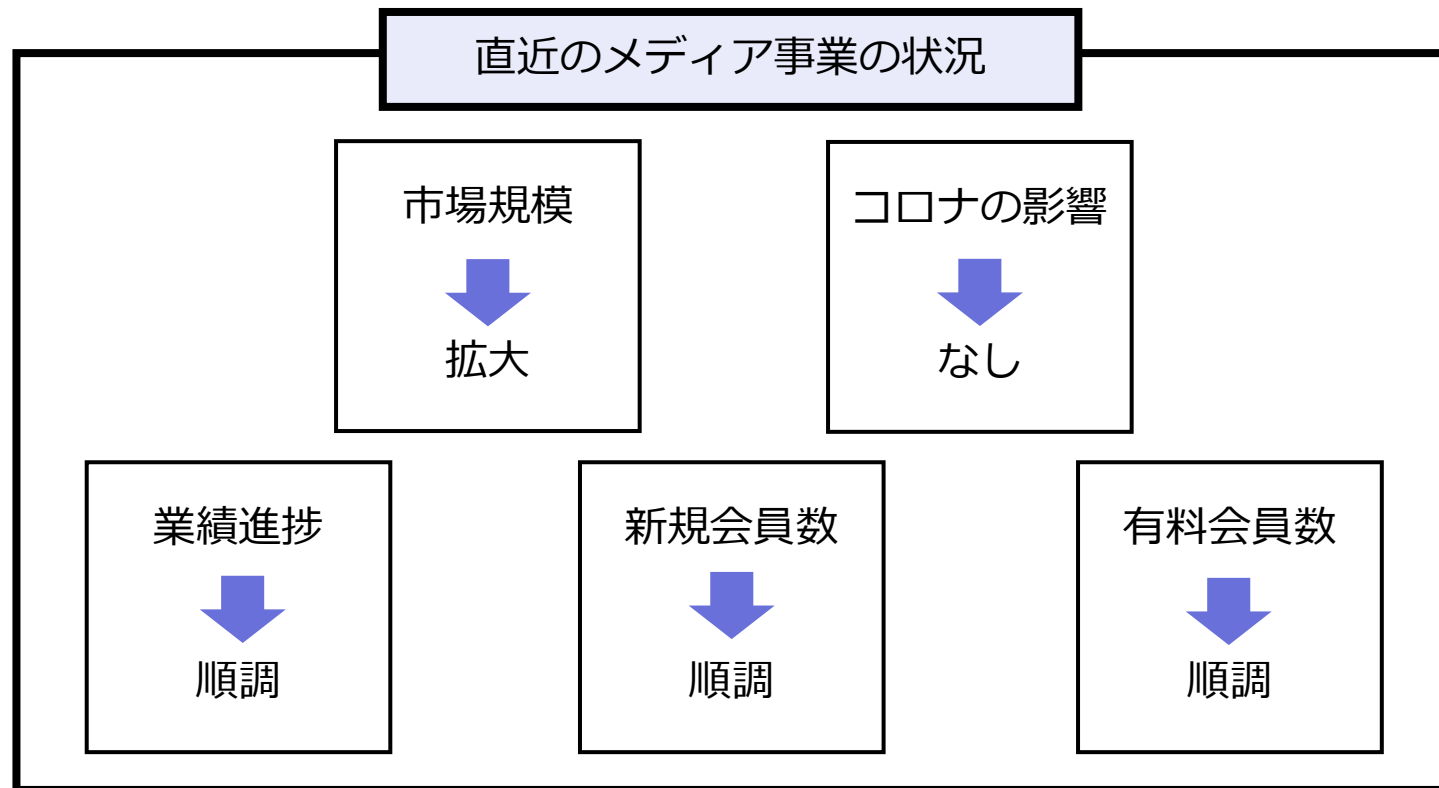 直近のメディア事業の状況
市場規模
拡大
コロナの影響
なし
業績進捗
順調
新規会員数
順調
有料会員数
順調